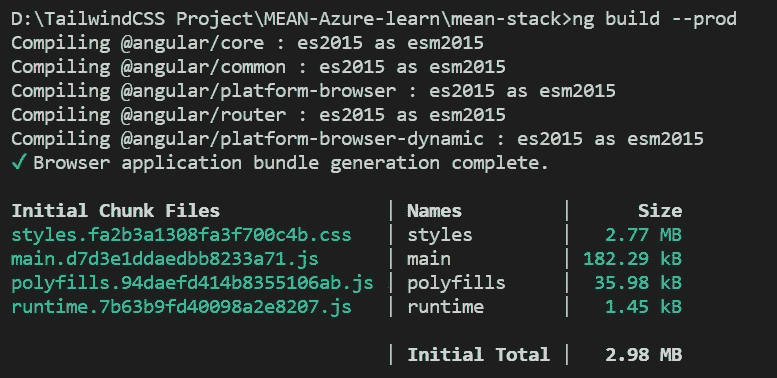 D:\TailwindCSS Project\MEAN-Azure-learn\mean-stack>ng build --prod
Compiling @angular/core : es2015 as esm2015
Compiling @angular/common : es2015 as esm2015
Compiling @angular/platform-browser : es2015 as esm2015
Compiling @angular/router : es2015 as esm2015
Compiling @angular/platform-browser-dynamic : es2015 as esm2015
✓ Browser application bundle generation complete.
Initial Chunk Files | Names | Size
styles.fa2b3a1308fa3f700c4b.css | styles | 2.77 MB
main.d7d3e1ddaedbb8233a71.js | main | 182.29 kB
polyfills.94daefd414b8355106ab.js | polyfills | 35.98 kB
runtime.7b63b9fd40098a2e8207.js | runtime | 1.45 kB
| Initial Total | 2.98 MB